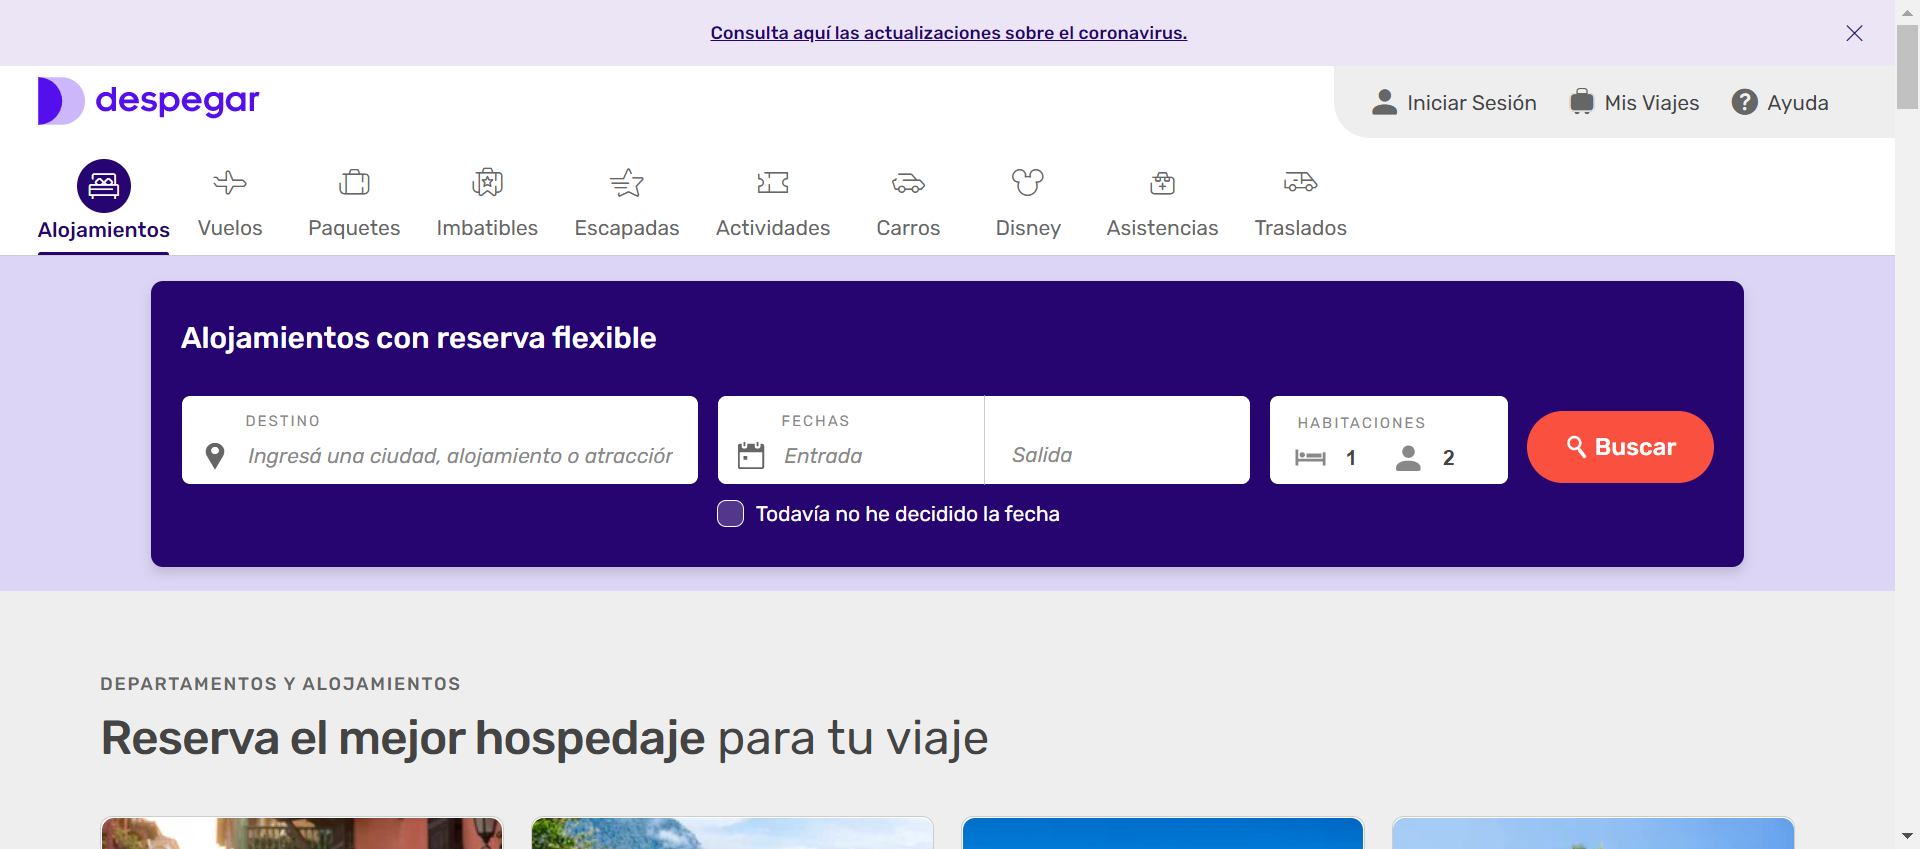 Consulta aquí las actualizaciones sobre el coronavirus.
despegar
Iniciar Sesión Mis Viajes Ayuda
Alojamientos Vuelos Paquetes Imbatibles Escapadas Actividades Carros Disney Asistencias Traslados
Alojamientos con reserva flexible
DESTINO FECHAS HABITACIONES
Ingresá una ciudad, alojamiento o atracciór Entrada Salida 1 2 Buscar
Todavía no he decidido la fecha
DEPARTAMENTOS Y ALOJAMIENTOS
Reserva el mejor hospedaje para tu viaje